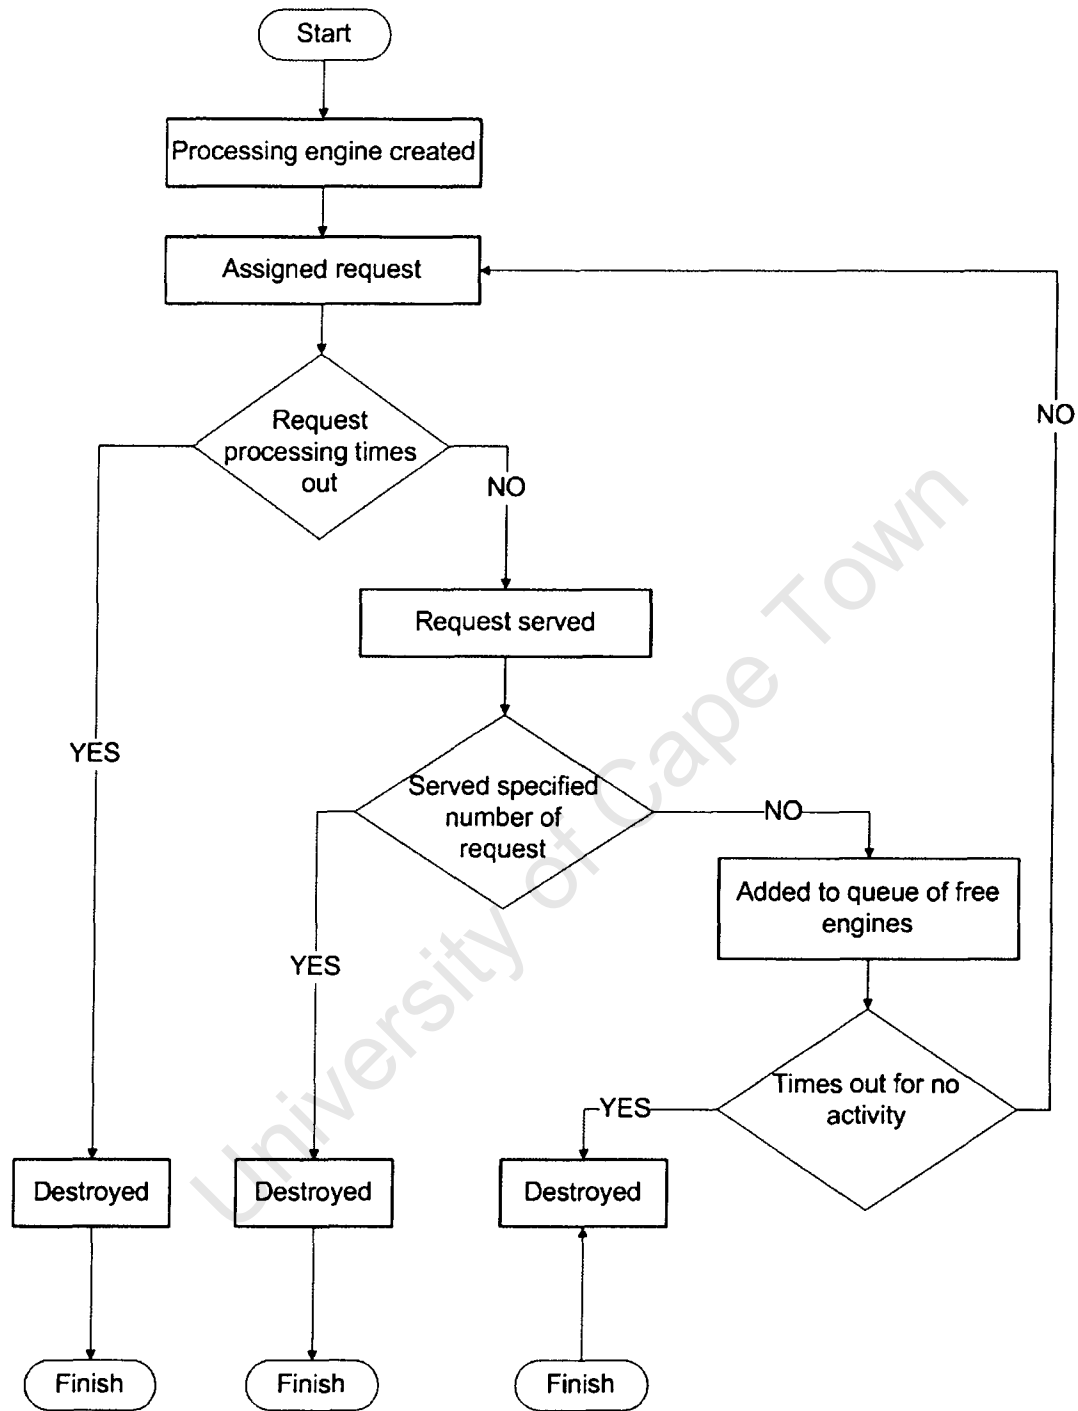 Start
Processing engine created
Assigned request
Request
processing times
out
NO
NO
Request served
YES
Served specified
number of
request
NO
Added to queue of free
engines
YES
Times out for no
activity
YES
Destroyed
Destroyed
Destroyed
Finish
Finish
Finish
University of Cape Town